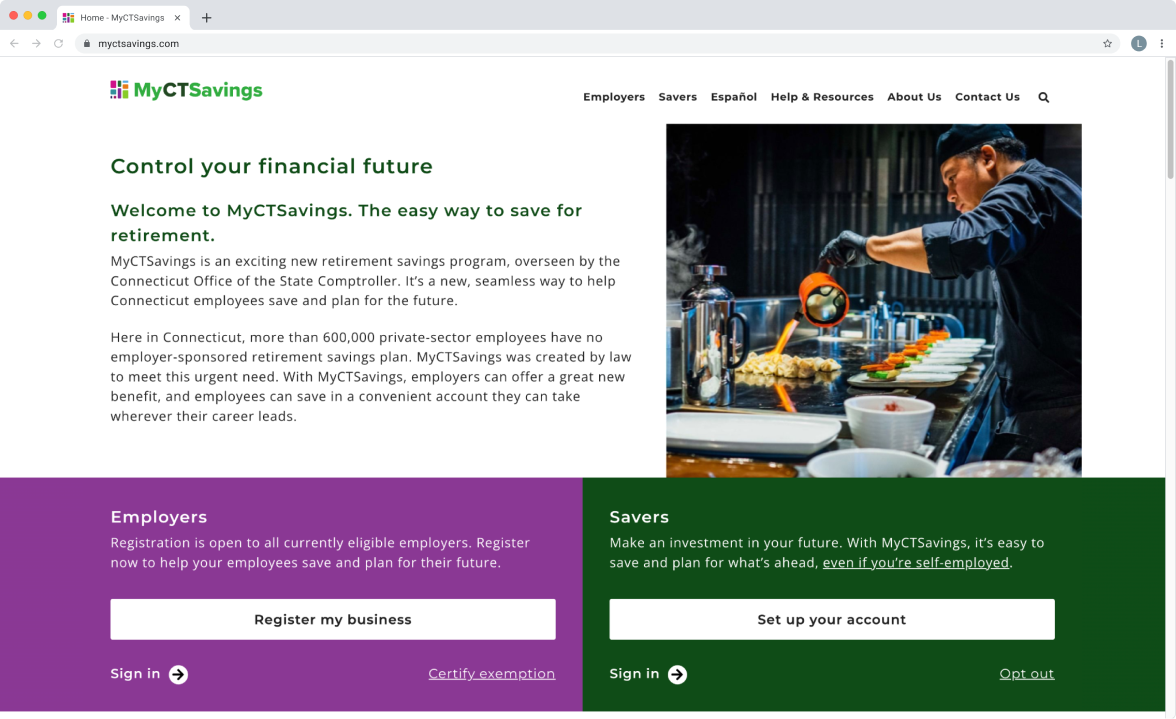 Home - MyCTSavings
myctsavings.com
L
MyCTSavings
Employers Savers Español Help & Resources About Us Contact Us
Control your financial future
Welcome to MyCTSavings. The easy way to save for
retirement.
MyCTSavings is an exciting new retirement savings program, overseen by the
Connecticut Office of the State Comptroller. It’s a new, seamless way to help
Connecticut employees save and plan for the future.
Here in Connecticut, more than 600,000 private-sector employees have no
employer-sponsored retirement savings plan. MyCTSavings was created by law
to meet this urgent need. With MyCTSavings, employers can offer a great new
benefit, and employees can save in a convenient account they can take
wherever their career leads.
Employers
Registration is open to all currently eligible employers. Register
now to help your employees save and plan for their future.
Register my business
Sign in
Certify exemption
Savers
Make an investment in your future. With MyCTSavings, it’s easy to
save and plan for what’s ahead, even if you’re self-employed.
Set up your account
Sign in
Opt out